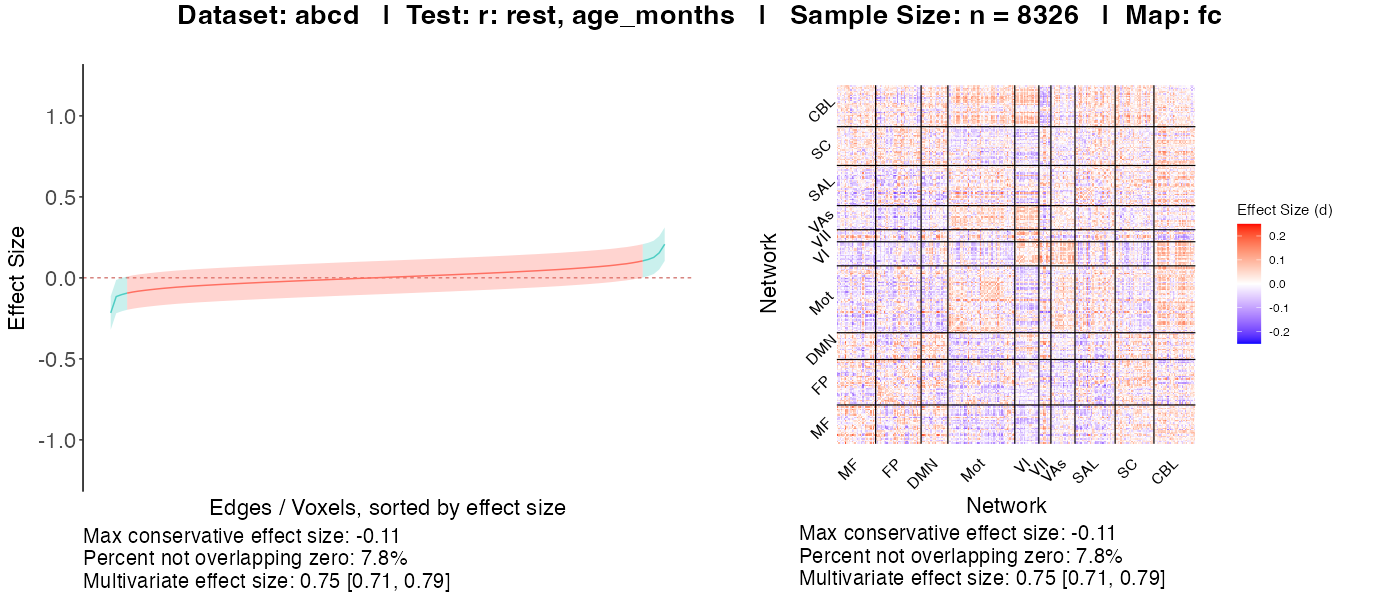 Dataset: abcd | Test: r: rest, age_months | Sample Size: n = 8326 | Map: fc
Effect Size
1.0
0.5
0.0
-0.5
-1.0
Edges / Voxels, sorted by effect size
Max conservative effect size: -0.11
Percent not overlapping zero: 7.8%
Multivariate effect size: 0.75 [0.71, 0.79]
Network
CBL
SC
SAL
VAs
VII
VI
Mot
DMN
FP
MF
MF
FP
DMN
Mot
VI
VII
VAs
SAL
SC
CBL
Network
Max conservative effect size: -0.11
Percent not overlapping zero: 7.8%
Multivariate effect size: 0.75 [0.71, 0.79]
Effect Size (d)
0.2
0.1
0.0
-0.1
-0.2